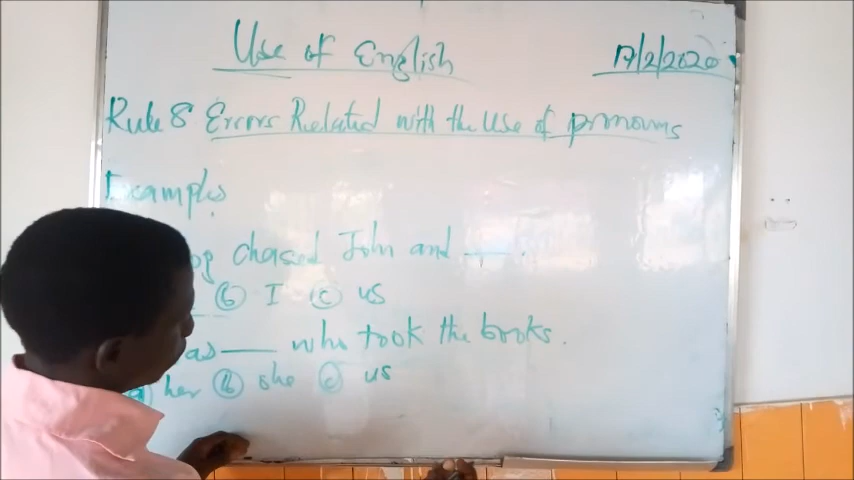 Use of English
17/2/2020
Rule 8 Errors Related with the Use of pronouns
Examples
chased John and ___.
(b) I (c) us
as ___ who took the books.
(a) her (b) she (c) us